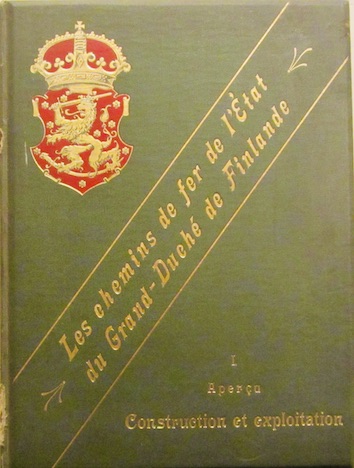 Les chemins de fer de l'État
du Grand-Duché de Finlande
I
Aperçu
Construction et exploitation